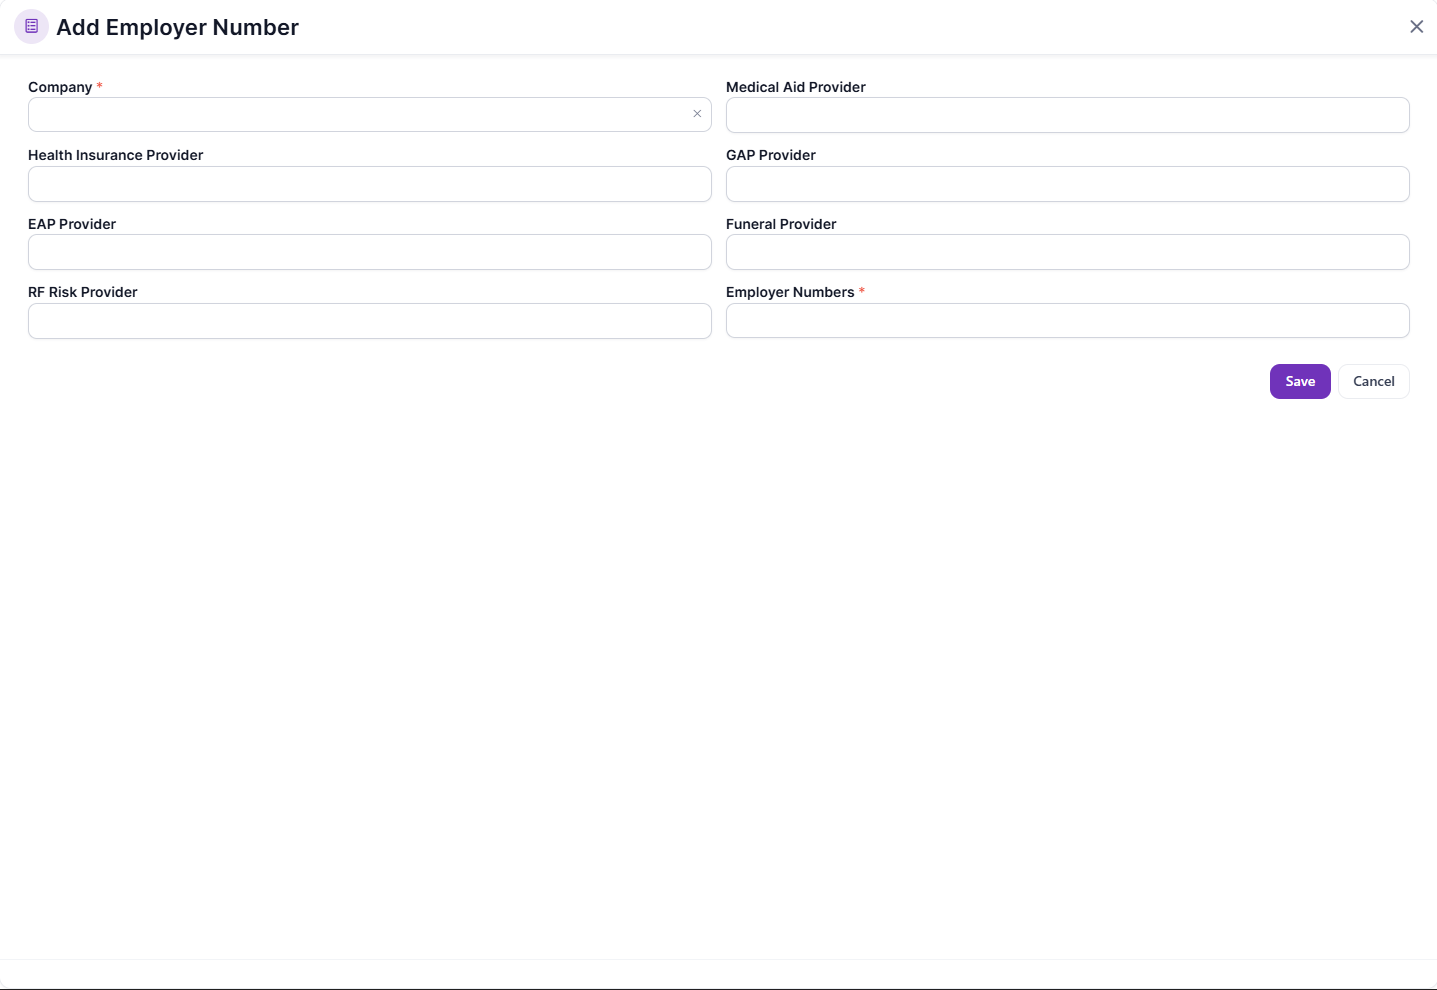 Add Employer Number
Company *
Medical Aid Provider
Health Insurance Provider
GAP Provider
EAP Provider
Funeral Provider
RF Risk Provider
Employer Numbers *
Save
Cancel